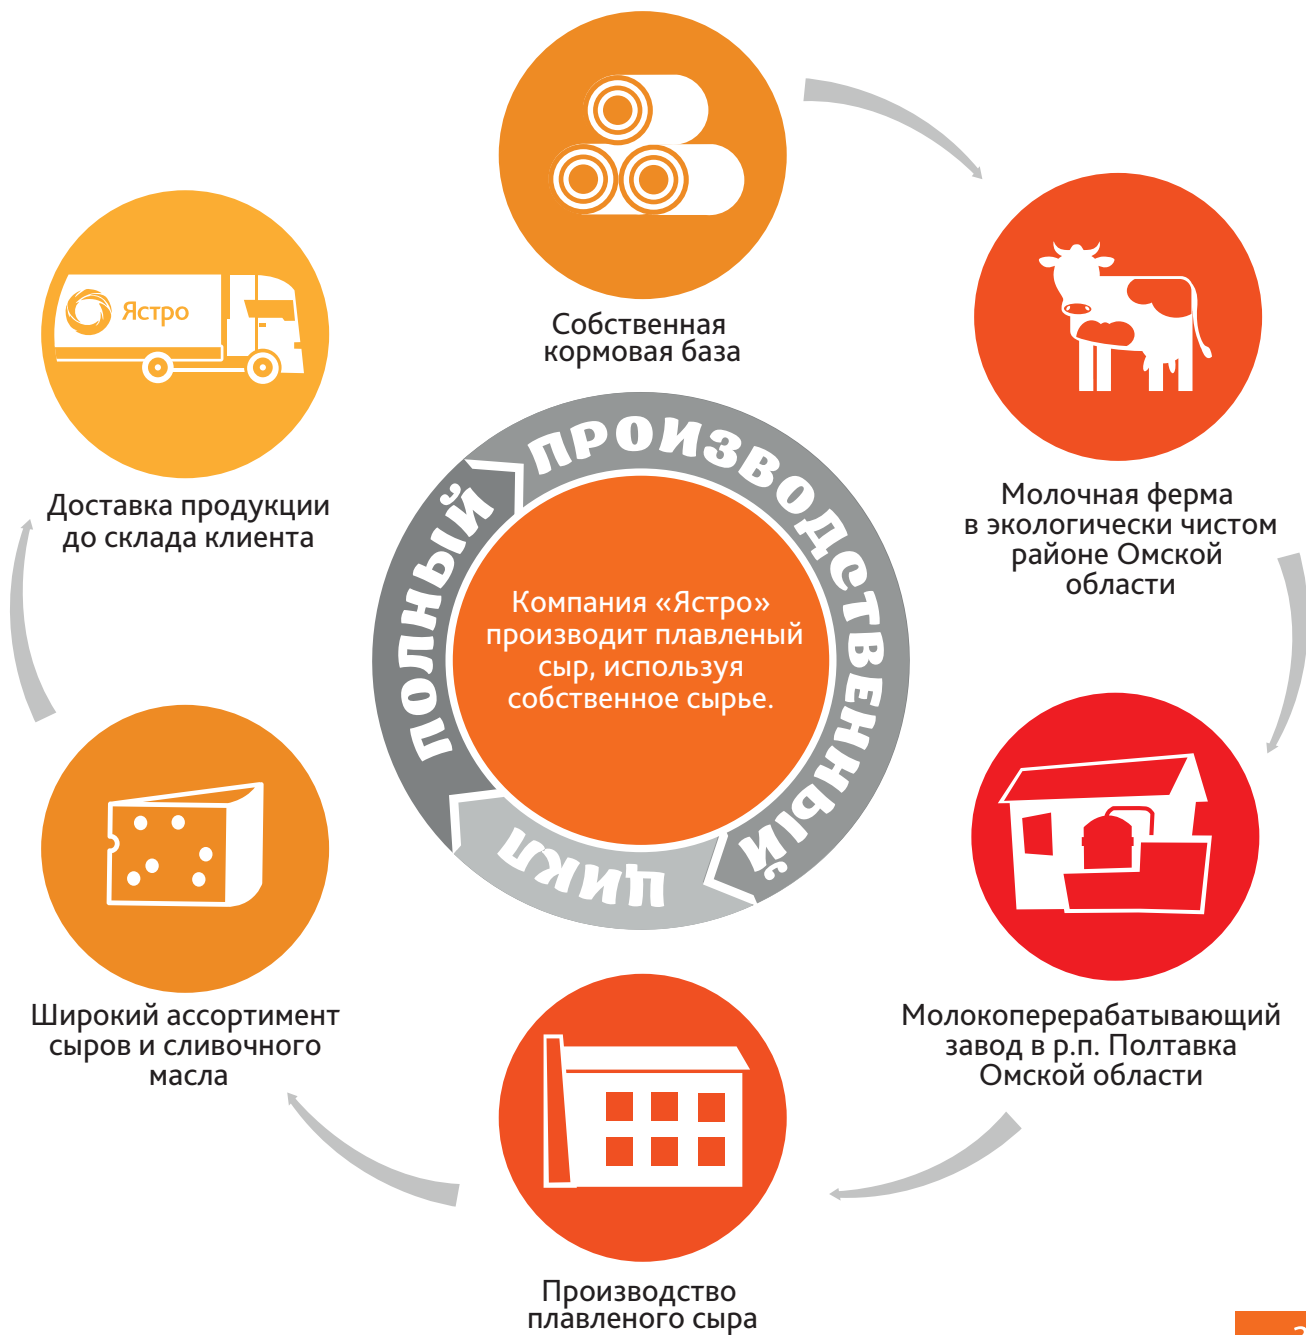 Собственная
кормовая база
Молочная ферма
в экологически чистом
районе Омской
области
Молокоперерабатывающий
завод в р.п. Полтавка
Омской области
Производство
плавленого сыра
Широкий ассортимент
сыров и сливочного
масла
Доставка продукции
до склада клиента
Ястро
ПОЛНЫЙ ПРОИЗВОДСТВЕННЫЙ ЦИКЛ
Компания «Ястро»
производит плавленый
сыр, используя
собственное сырье.